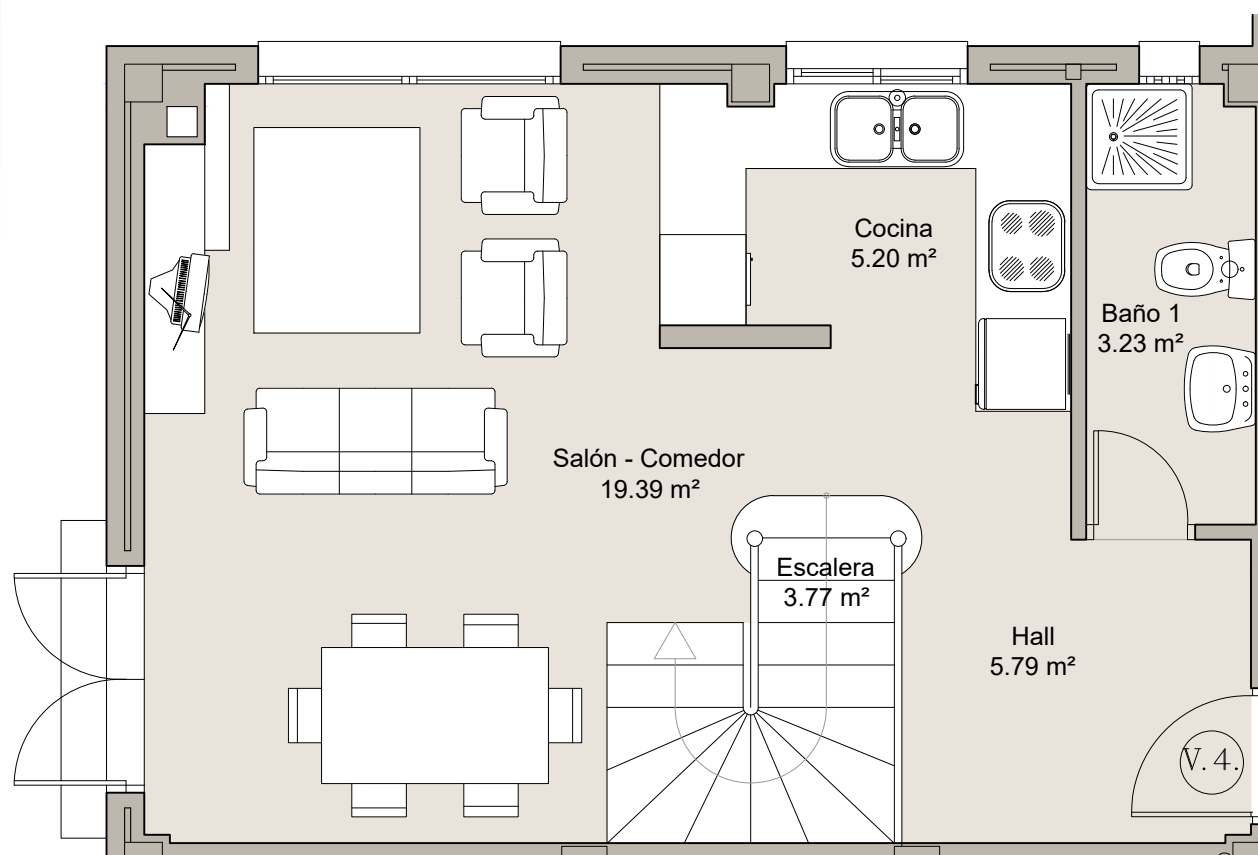 Cocina
5.20 m²
Baño 1
3.23 m²
Salón - Comedor
19.39 m²
Escalera
3.77 m²
Hall
5.79 m²
V.4.